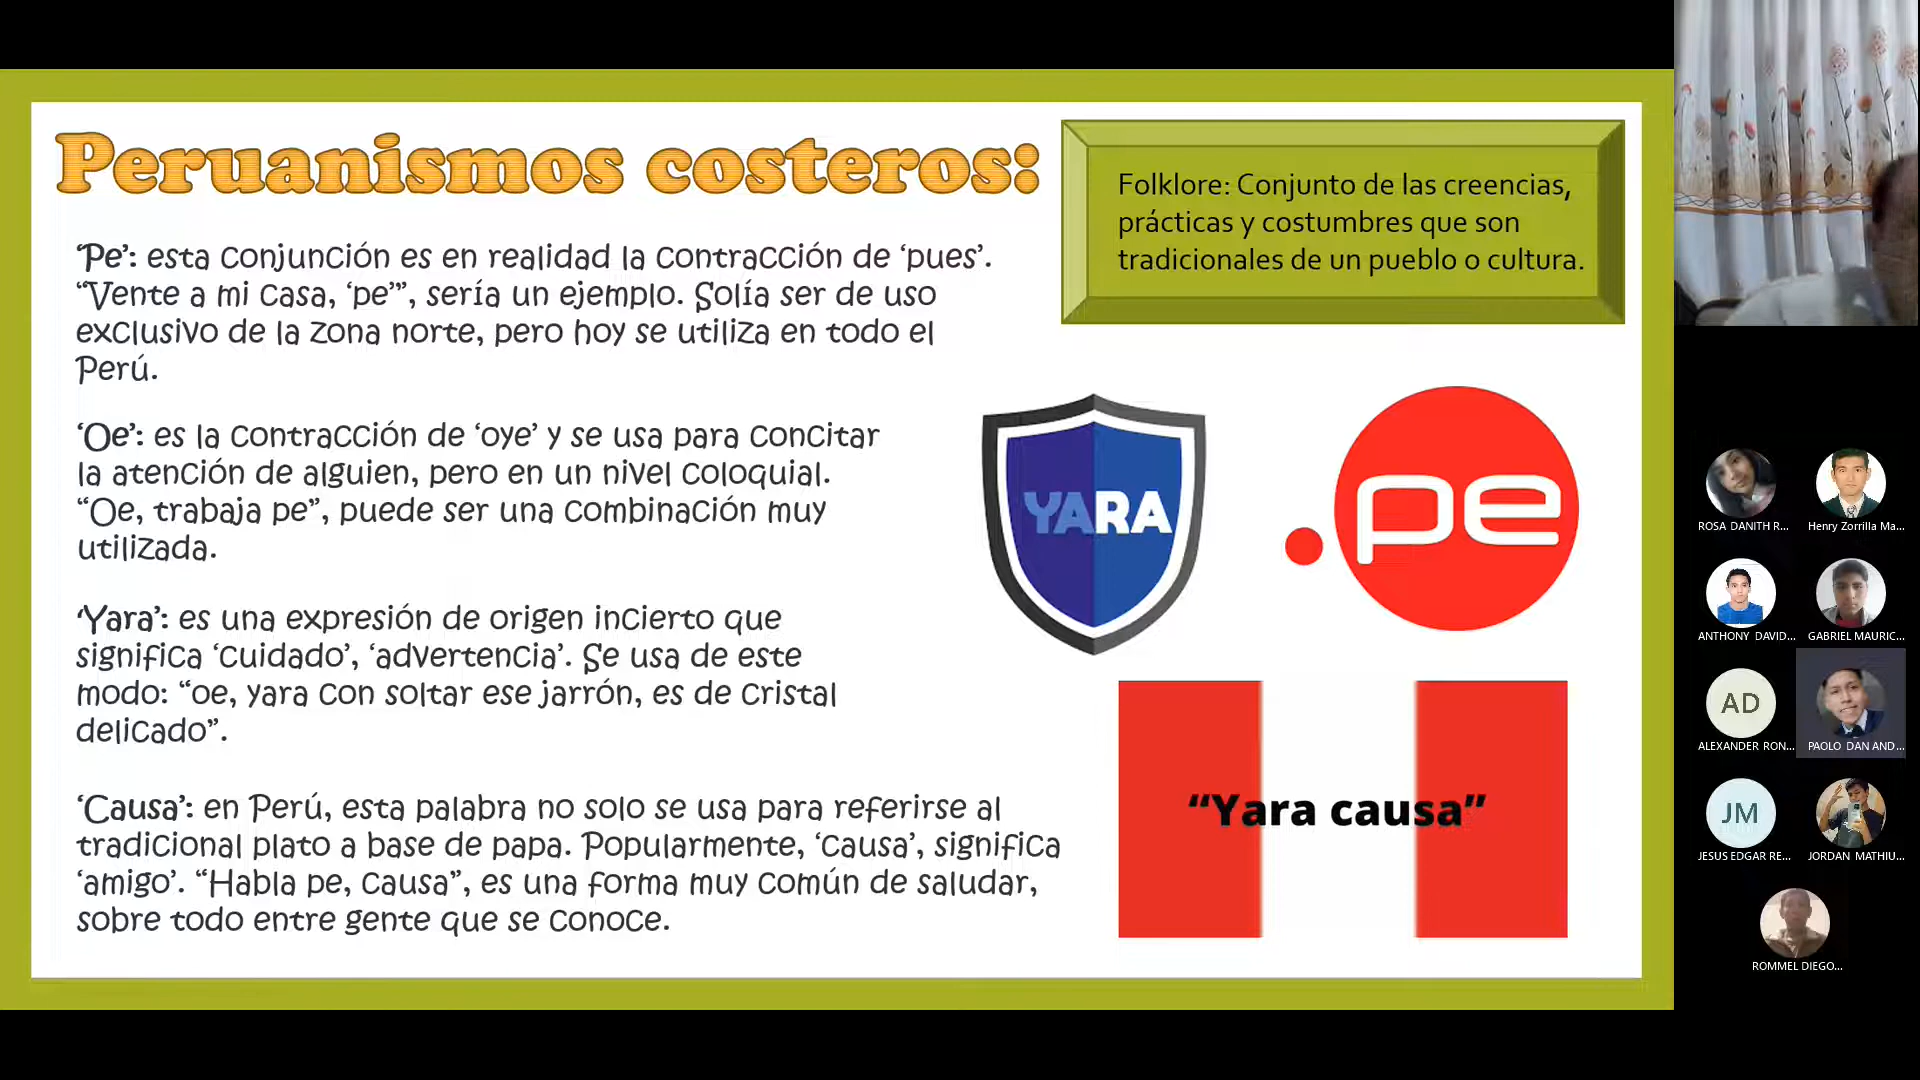 Peruanismos costeros:
Folklore: Conjunto de las creencias,
prácticas y costumbres que son
tradicionales de un pueblo o cultura.
‘Pe’: esta conjunción es en realidad la contracción de ‘pues’.
“Vente a mi casa, ‘pe’”, sería un ejemplo. Solía ser de uso
exclusivo de la zona norte, pero hoy se utiliza en todo el
Perú.
‘Oe’: es la contracción de ‘oye’ y se usa para concitar
la atención de alguien, pero en un nivel coloquial.
“Oe, trabaja pe”, puede ser una combinación muy
utilizada.
‘Yara’: es una expresión de origen incierto que
significa ‘cuidado’, ‘advertencia’. Se usa de este
modo: “oe, yara con soltar ese jarrón, es de cristal
delicado”.
‘Causa’: en Perú, esta palabra no solo se usa para referirse al
tradicional plato a base de papa. Popularmente, ‘causa’, significa
‘amigo’. “Habla pe, causa”, es una forma muy común de saludar,
sobre todo entre gente que se conoce.
YARA
.pe
“Yara causa”
ROSA DANITH R...
Henry Zorrilla Ma...
ANTHONY DAVID...
GABRIEL MAURIC...
AD
ALEXANDER RON...
PAOLO DAN AND...
JM
JESUS EDGAR RE...
JORDAN MATHIU...
ROMMEL DIEGO...